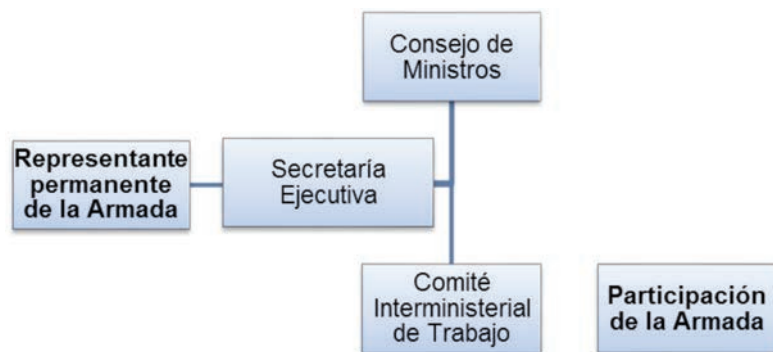 Consejo de
Ministros
Representante
permanente
de la Armada
Secretaría
Ejecutiva
Comité
Interministerial
de Trabajo
Participación
de la Armada